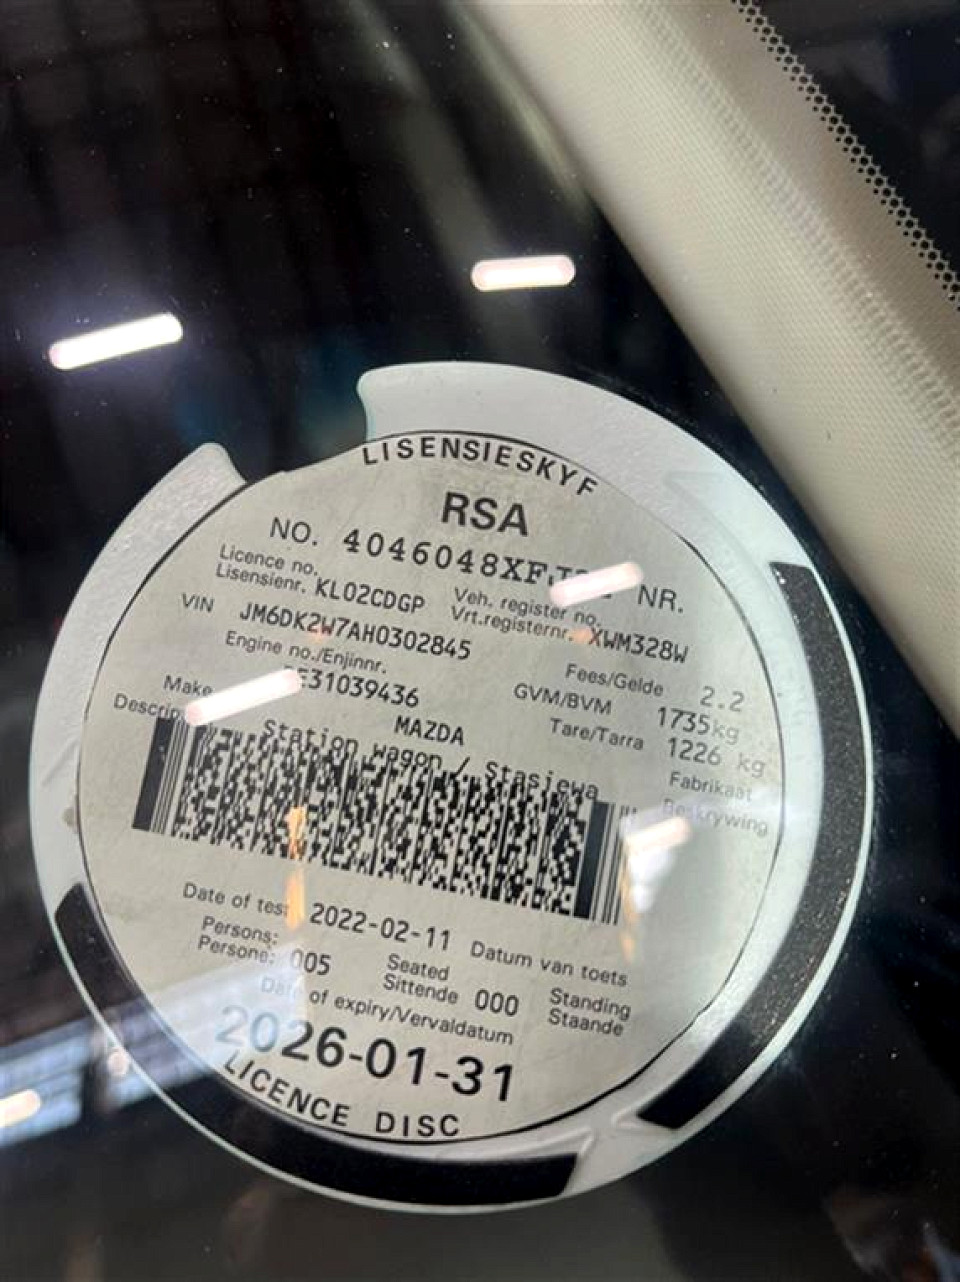 LISENSIESKYF
RSA
NO. 4046048XF NR.
Licence no. KL02CDGP Veh. register no. XWM328W
Lisensienr. Vrt.registernr.
VIN JM6DK2W7AH0302845 Fees/Gelde 2.2
Engine no./Enjinnr. E31039436 GVM/BVM 1735kg
Make MAZDA Tare/Tarra 1226 kg
Fabrikaat
Station wagon / Stasiewa Beskrywing
Date of test 2022-02-11 Datum van toets
Persons: 005 Seated 000 Standing
Persone: Sittende Staande
Date of expiry/Vervaldatum
2026-01-31
LICENCE DISC